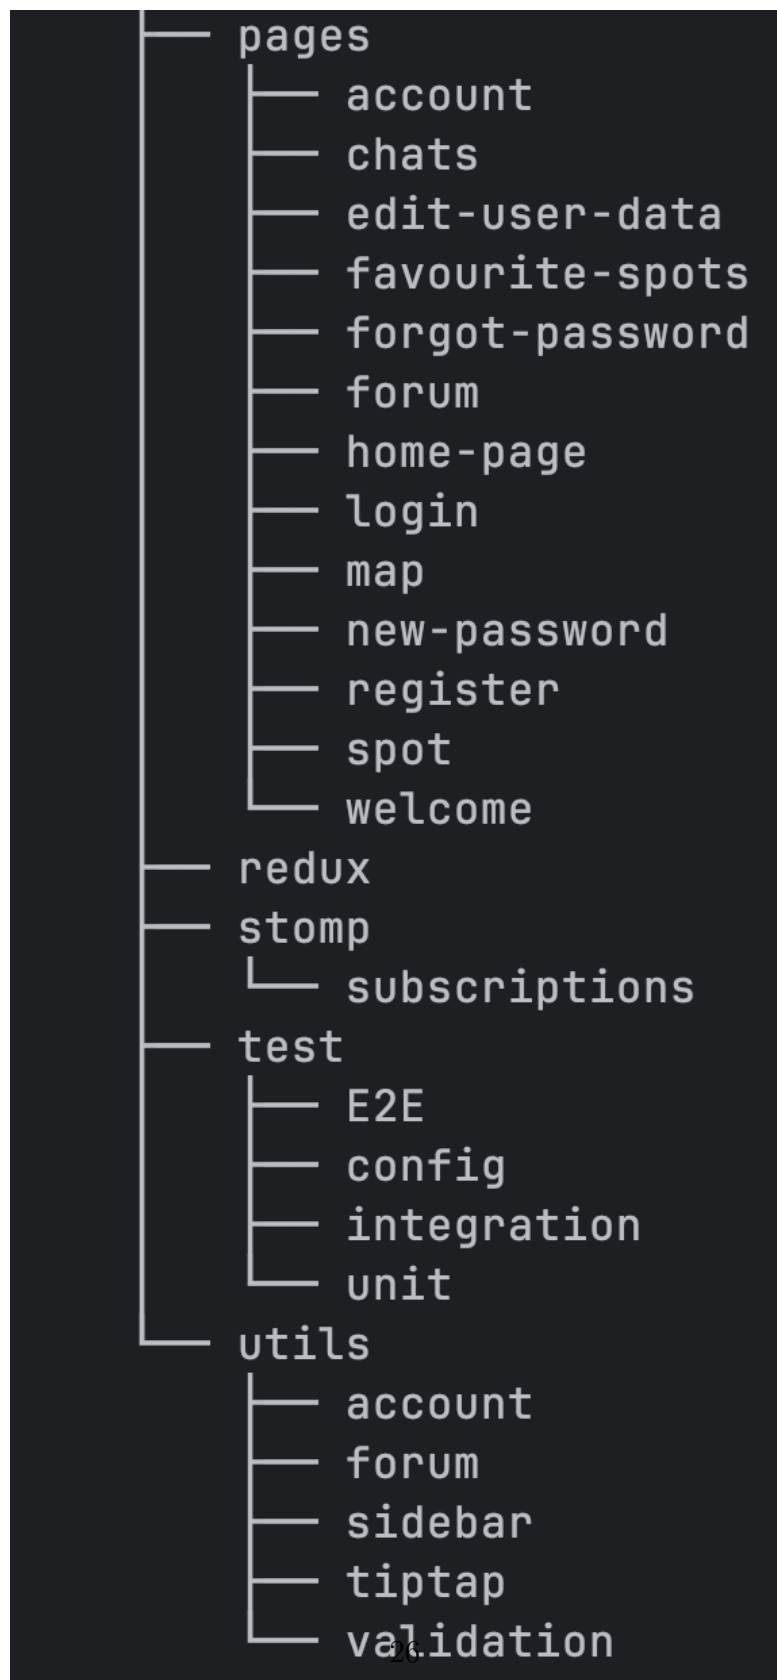 pages
account
chats
edit-user-data
favourite-spots
forgot-password
forum
home-page
login
map
new-password
register
spot
welcome
redux
stomp
subscriptions
test
E2E
config
integration
unit
utils
account
forum
sidebar
tiptap
validation
26